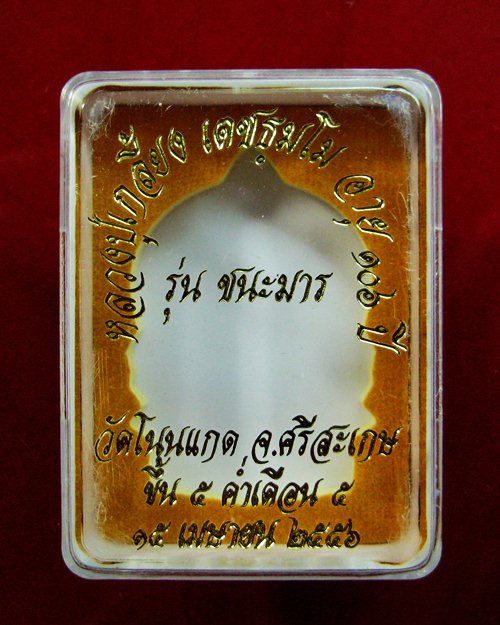 หลวงปู่เกลี้ยง เตชธมฺโม อายุ ๑๐๖ ปี
รุ่น ชนะมาร
วัดโนนแกด จ.ศรีสะเกษ
ขึ้น ๕ ค่ำเดือน ๕
๑๕ เมษายน ๒๕๕๖